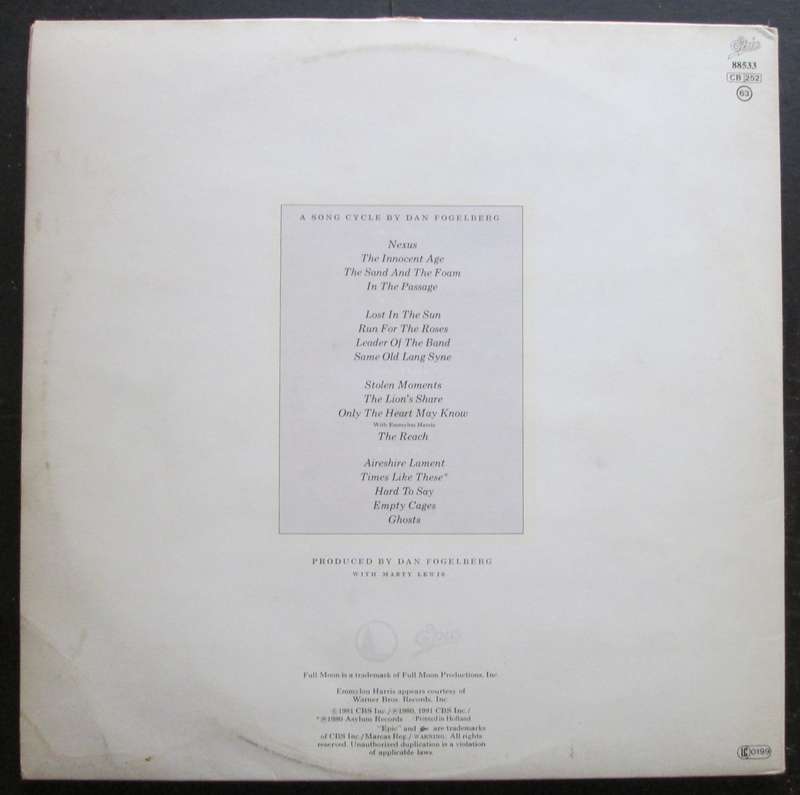 Epic
88533
CB 252
63
A SONG CYCLE BY DAN FOGELBERG
Nexus
The Innocent Age
The Sand And The Foam
In The Passage
Lost In The Sun
Run For The Roses
Leader Of The Band
Same Old Lang Syne
Stolen Moments
The Lion's Share
Only The Heart May Know
With Emmylou Harris
The Reach
Aireshire Lament
Times Like These*
Hard To Say
Empty Cages
Ghosts
PRODUCED BY DAN FOGELBERG
WITH MARTY LEWIS
Epic
Full Moon is a trademark of Full Moon Productions, Inc.
Emmylou Harris appears courtesy of
Warner Bros. Records, Inc.
©1981 CBS Inc./℗1980, 1981 CBS Inc./
*℗1980 Asylum Records /Printed in Holland
"Epic" and Epic are trademarks
of CBS Inc./Marcas Reg./WARNING: All rights
reserved. Unauthorized duplication is a violation
of applicable laws.
LC 0199